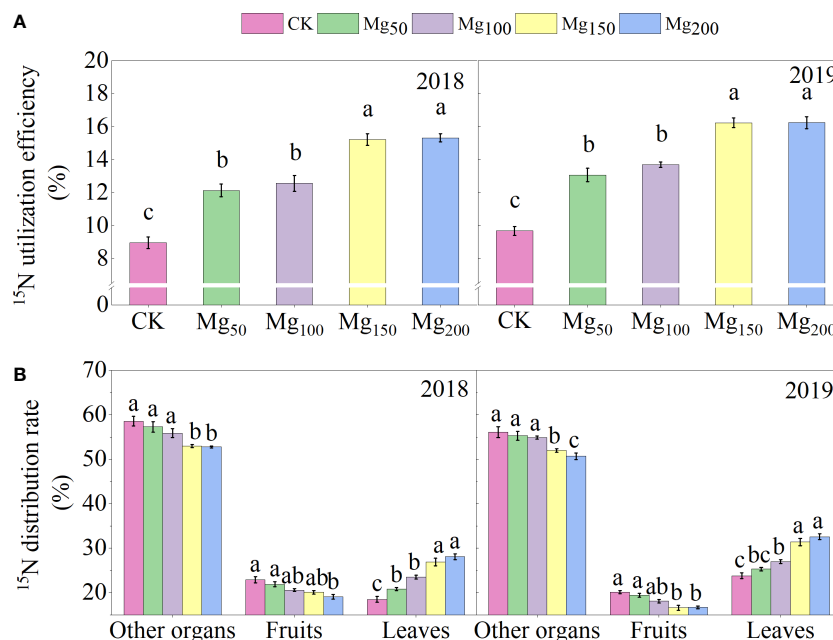 A
CK Mg50 Mg100 Mg150 Mg200
15N utilization efficiency
(%)
20
18
16
14
12
10
8
0
2018
c b b a a
CK Mg50 Mg100 Mg150 Mg200
2019
c b b a a
CK Mg50 Mg100 Mg150 Mg200
B
15N distribution rate
(%)
70
60
50
40
30
20
2018
a a a b b
a a ab ab b
c b b a a
Other organs Fruits Leaves
2019
a a a b c
a a ab b b
c bc b a a
Other organs Fruits Leaves